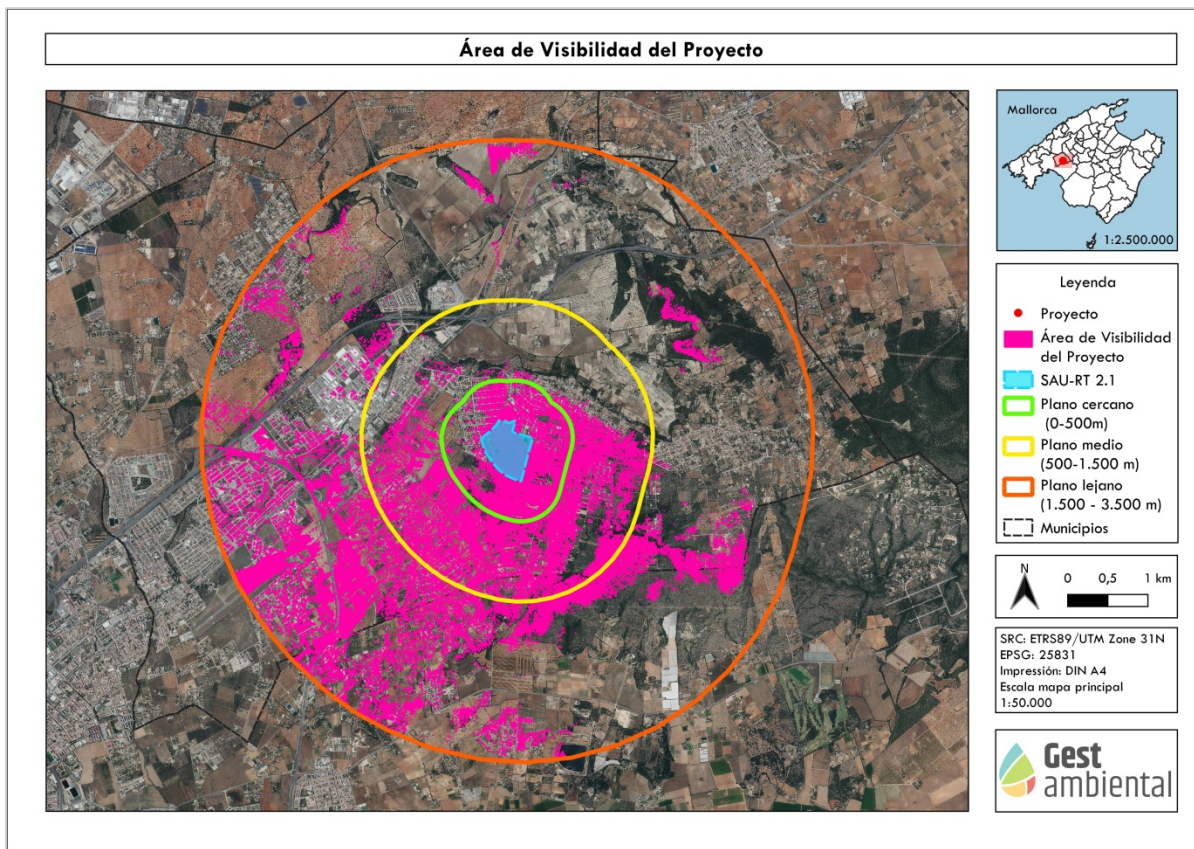 Área de Visibilidad del Proyecto
Mallorca
1:2.500.000
Leyenda
Proyecto
Área de Visibilidad
del Proyecto
SAU-RT 2.1
Plano cercano
(0-500m)
Plano medio
(500-1.500 m)
Plano lejano
(1.500 - 3.500 m)
Municipios
N
0 0,5 1 km
SRC: ETRS89/UTM Zone 31N
EPSG: 25831
Impresión: DIN A4
Escala mapa principal
1:50.000
Gest
ambiental